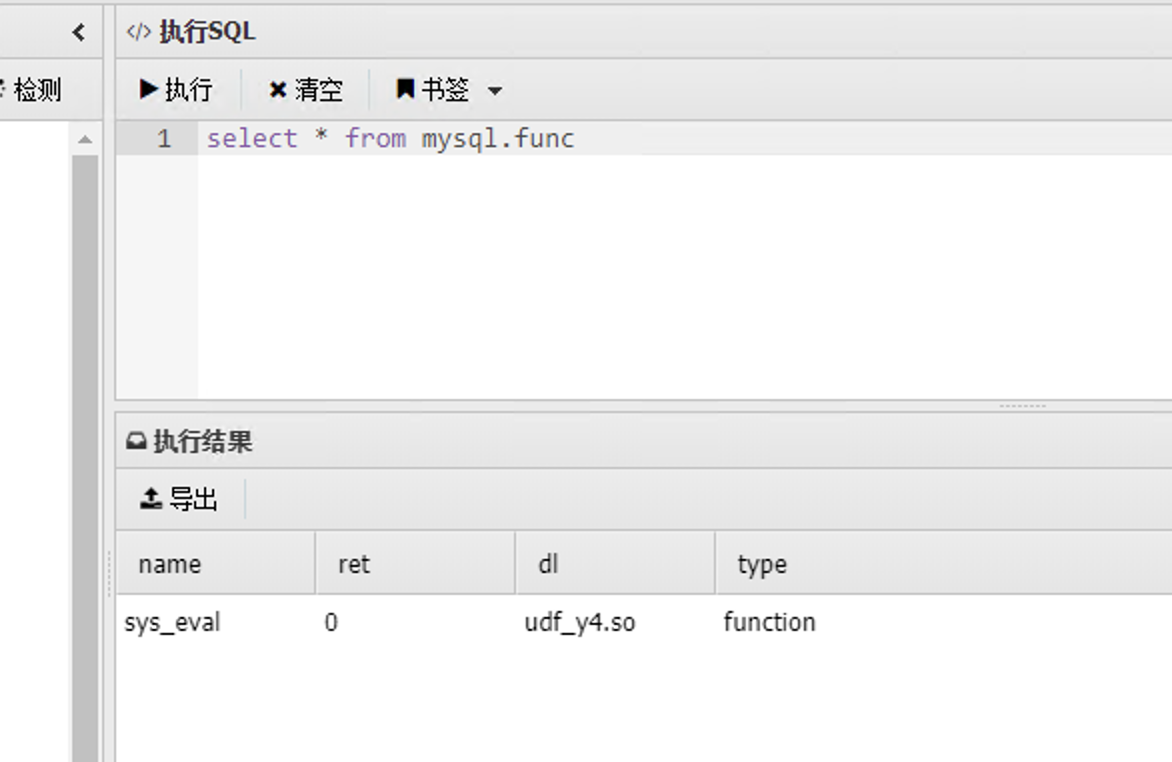 执行SQL
检测
执行 清空 书签
1 select * from mysql.func
执行结果
导出
name ret dl type
sys_eval 0 udf_y4.so function